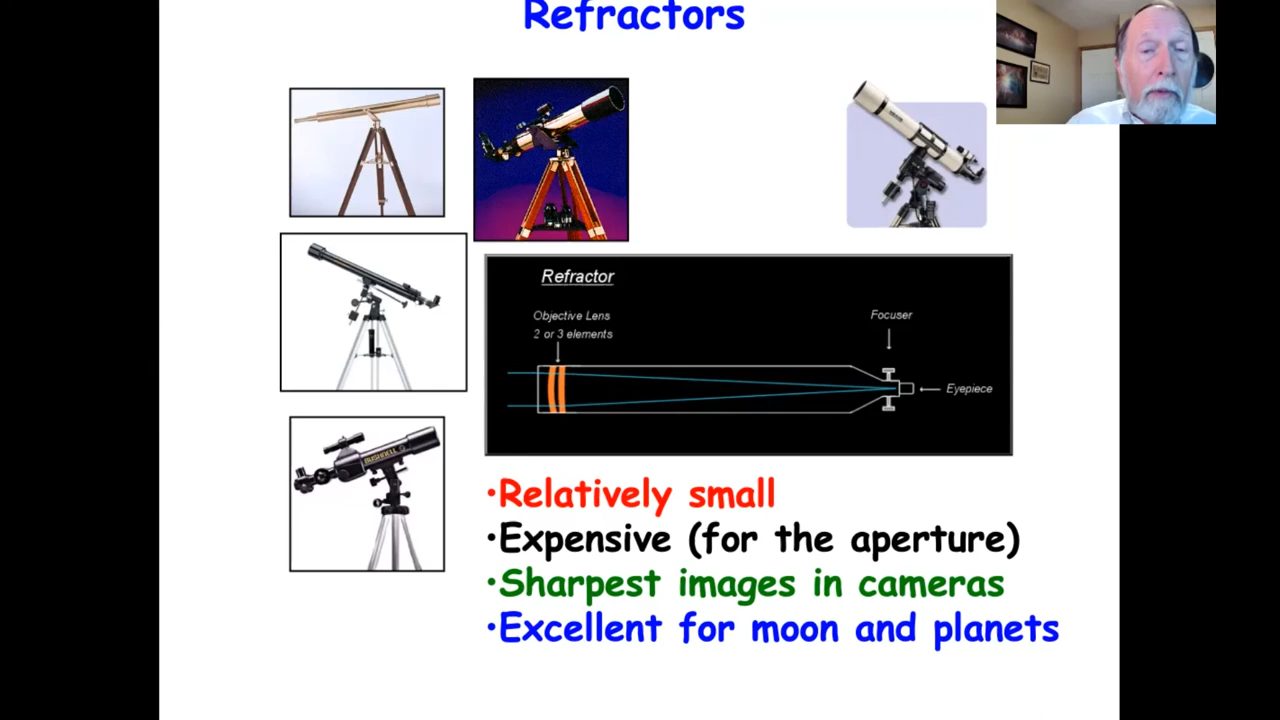 Refractors
Refractor
Objective Lens
2 or 3 elements
Focuser
Eyepiece
BUSHNELL
•Relatively small
•Expensive (for the aperture)
•Sharpest images in cameras
•Excellent for moon and planets